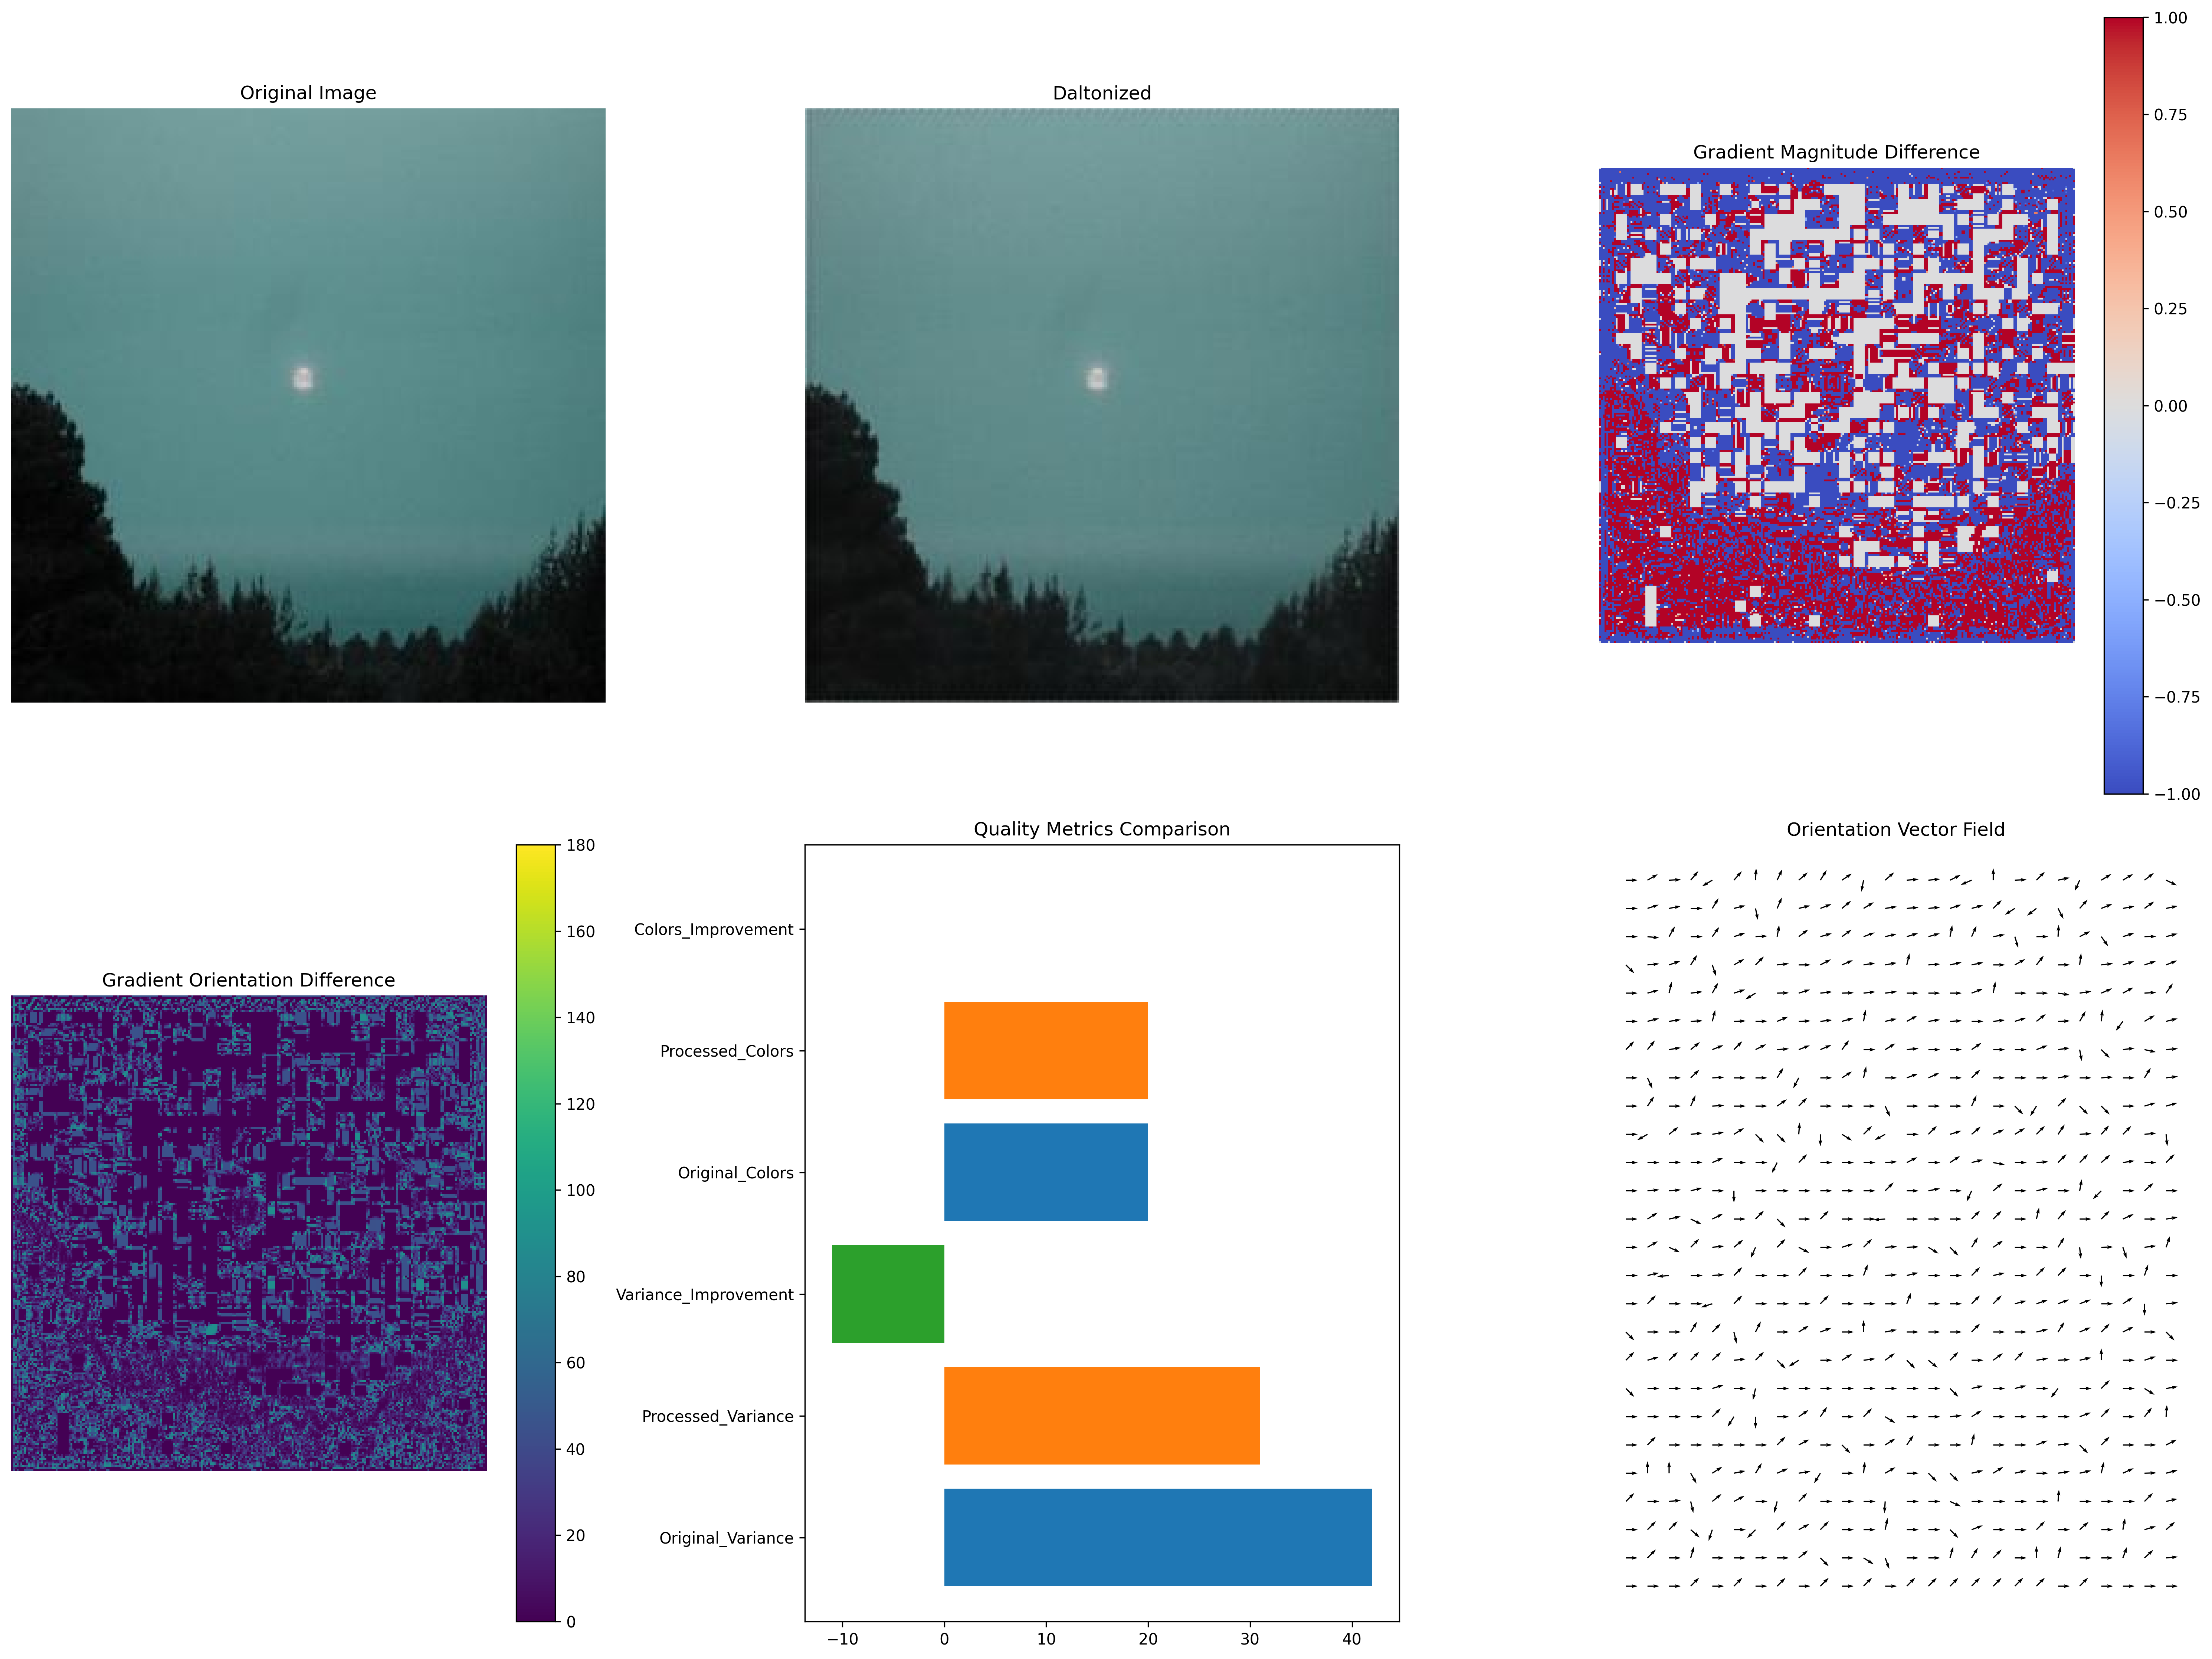 Original Image
Daltonized
Gradient Magnitude Difference
1.00
0.75
0.50
0.25
0.00
−0.25
−0.50
−0.75
−1.00
Gradient Orientation Difference
180
160
140
120
100
80
60
40
20
0
Quality Metrics Comparison
Colors_Improvement
Processed_Colors
Original_Colors
Variance_Improvement
Processed_Variance
Original_Variance
−10 0 10 20 30 40
Orientation Vector Field